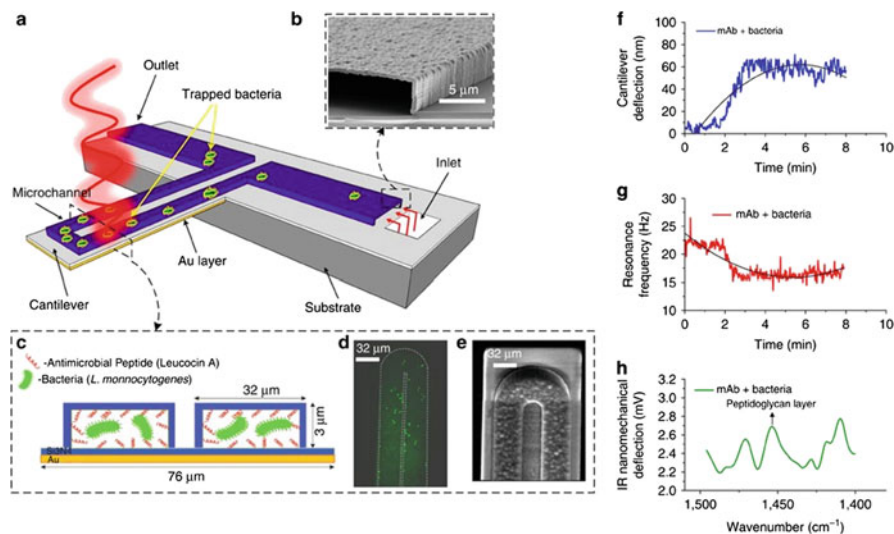 a
Outlet
Trapped bacteria
Microchannel
Inlet
Au layer
Cantilever
Substrate
b
5 µm
c
-Antimicrobial Peptide (Leucocin A)
-Bacteria (L. monnocytogenes)
32 µm
3 µm
Au
76 µm
d
32 µm
e
32 µm
f
mAb + bacteria
Cantilever
deflection (nm)
100
80
60
40
20
0
0 2 4 6 8 10
Time (min)
g
mAb + bacteria
Resonance
frequency (Hz)
30
25
20
15
10
0 2 4 6 8 10
Time (min)
h
mAb + bacteria
Peptidoglycan layer
IR nanomechanical
deflection (mV)
3.2
3.0
2.8
2.6
2.4
2.2
2.0
1,500 1,450 1,400
Wavenumber (cm⁻¹)